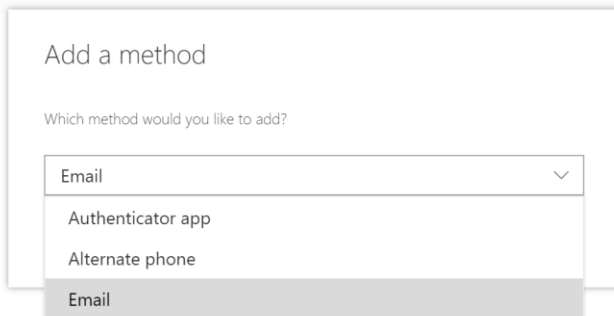 Add a method
Which method would you like to add?
Email
Authenticator app
Alternate phone
Email